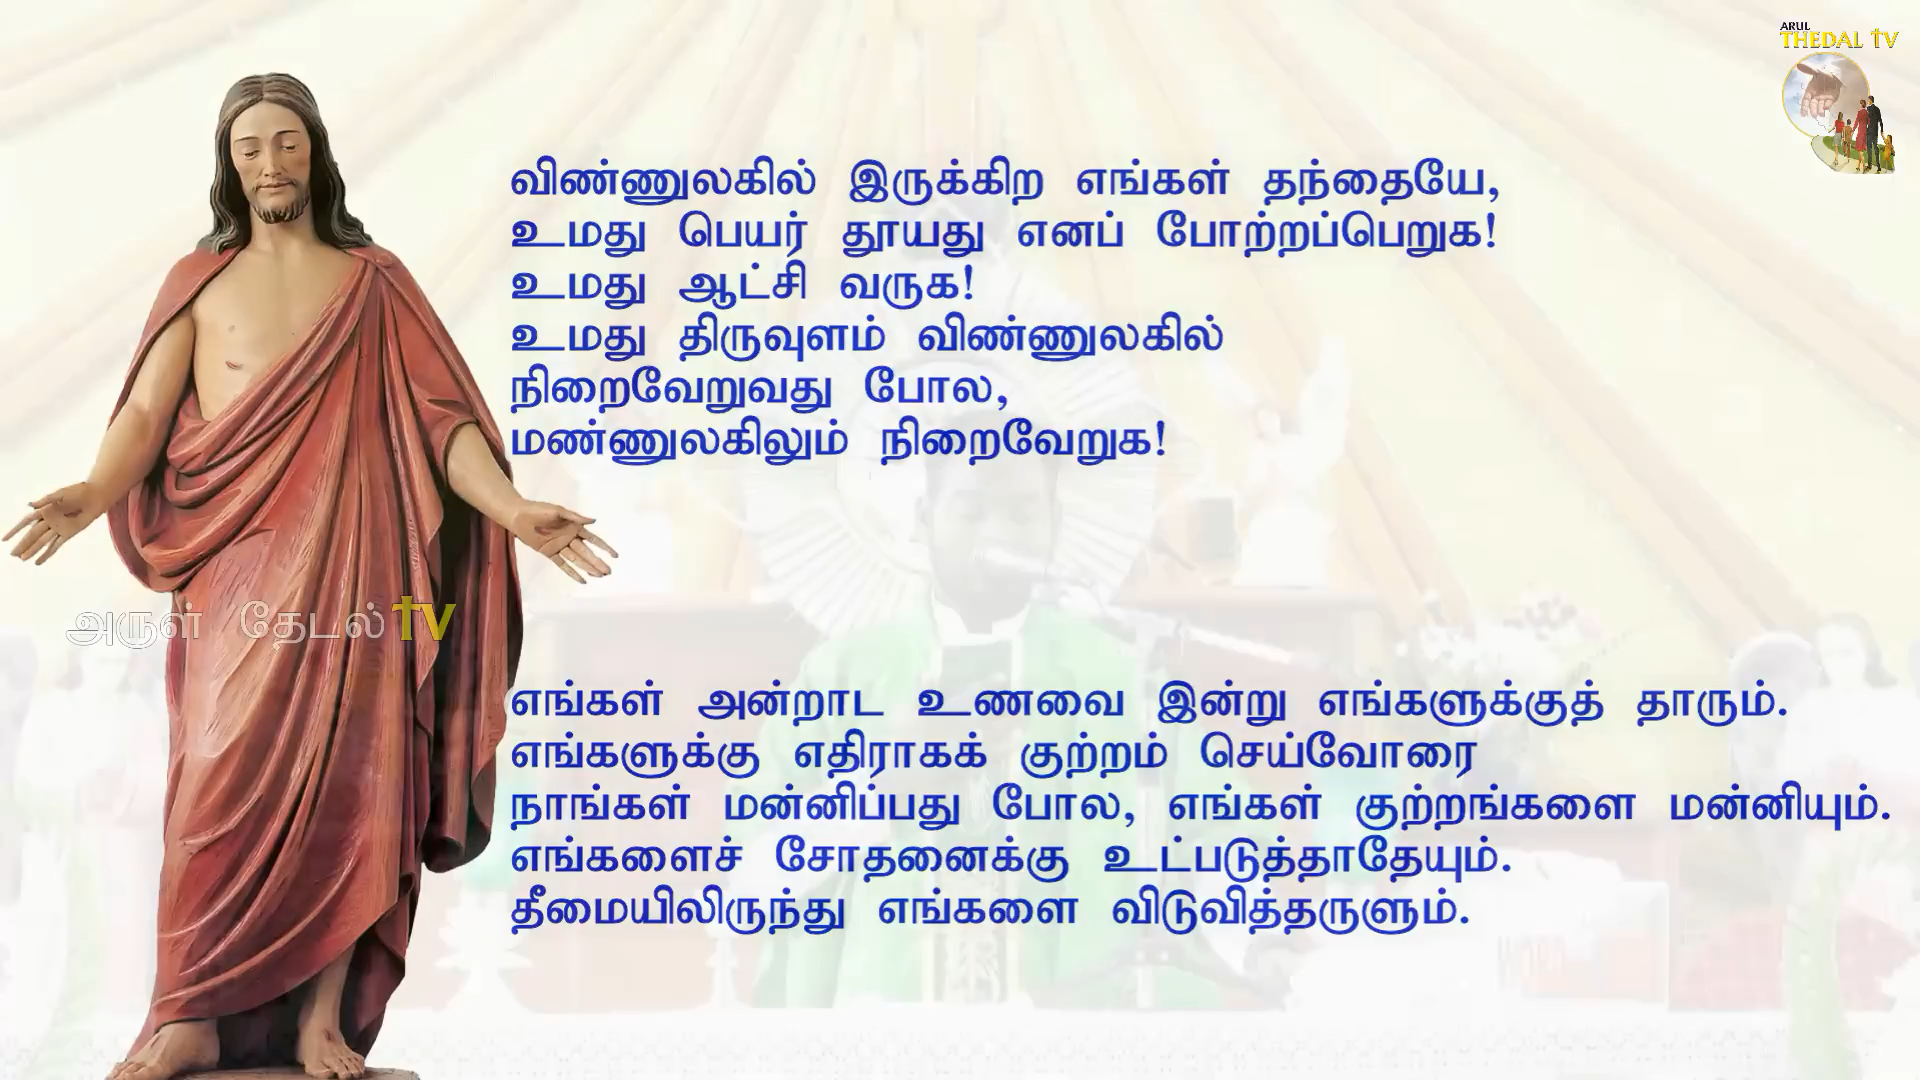 ARUL
THEDAL TV
விண்ணுலகில் இருக்கிற எங்கள் தந்தையே,
உமது பெயர் தூயது எனப் போற்றப்பெறுக!
உமது ஆட்சி வருக!
உமது திருவுளம் விண்ணுலகில்
நிறைவேறுவது போல,
மண்ணுலகிலும் நிறைவேறுக!
அருள் தேடல் TV
எங்கள் அன்றாட உணவை இன்று எங்களுக்குத் தாரும்.
எங்களுக்கு எதிராகக் குற்றம் செய்வோரை
நாங்கள் மன்னிப்பது போல, எங்கள் குற்றங்களை மன்னியும்.
எங்களைச் சோதனைக்கு உட்படுத்தாதேயும்.
தீமையிலிருந்து எங்களை விடுவித்தருளும்.